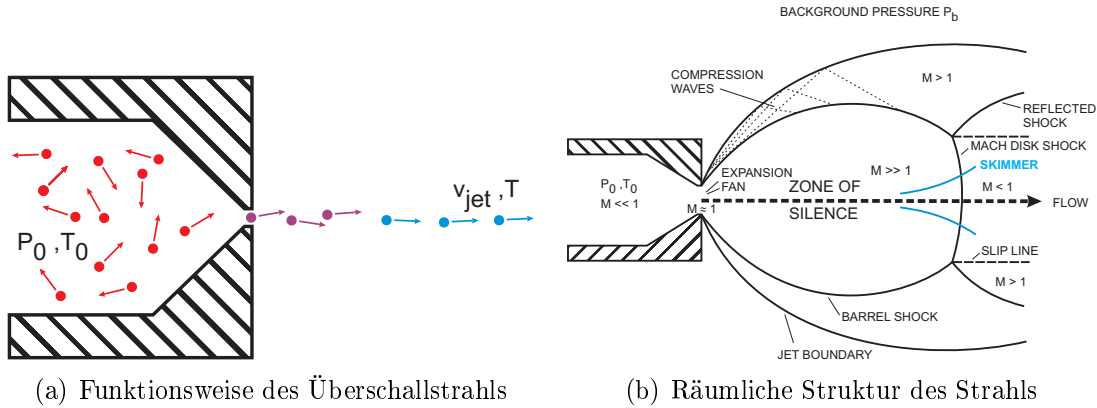 P0 ,T0
vjet ,T
(a) Funktionsweise des Überschallstrahls
BACKGROUND PRESSURE Pb
COMPRESSION
WAVES
M > 1
REFLECTED
SHOCK
MACH DISK SHOCK
SKIMMER
EXPANSION
FAN
P0 ,T0
M << 1
M ≈ 1
M >> 1
ZONE OF
SILENCE
M < 1
FLOW
SLIP LINE
M > 1
BARREL SHOCK
JET BOUNDARY
(b) Räumliche Struktur des Strahls